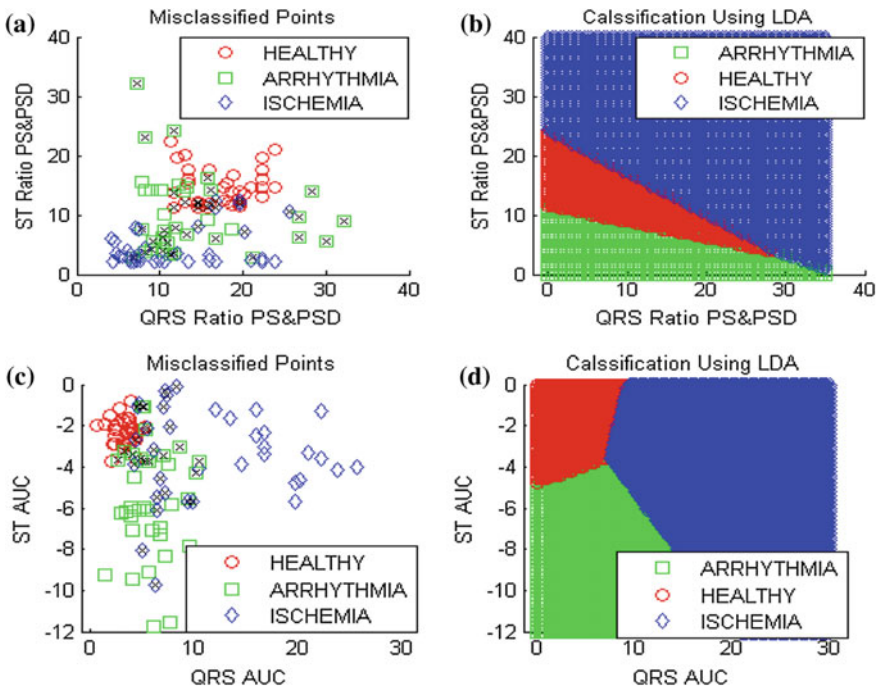 (a)
Misclassified Points
HEALTHY
ARRHYTHMIA
ISCHEMIA
40
30
20
10
0
ST Ratio PS&PSD
0 10 20 30 40
QRS Ratio PS&PSD
(b)
Calssification Using LDA
ARRHYTHMIA
HEALTHY
ISCHEMIA
40
30
20
10
0
ST Ratio PS&PSD
0 10 20 30 40
QRS Ratio PS&PSD
(c)
Misclassified Points
0
-2
-4
-6
-8
-10
-12
ST AUC
HEALTHY
ARRHYTHMIA
ISCHEMIA
0 10 20 30
QRS AUC
(d)
Calssification Using LDA
0
-2
-4
-6
-8
-10
-12
ST AUC
ARRHYTHMIA
HEALTHY
ISCHEMIA
0 10 20 30
QRS AUC